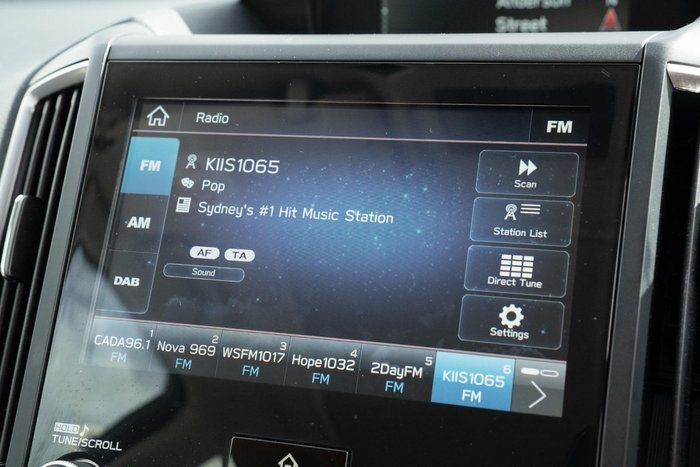 Anderson
Street
Radio
FM
FM
AM
DAB
KIIS1065
Pop
Sydney's #1 Hit Music Station
AF
TA
Sound
Scan
Station List
Direct Tune
Settings
1
CADA96.1
FM
2
Nova 969
FM
3
WSFM1017
FM
4
Hope1032
FM
5
2DayFM
FM
6
KIIS1065
FM
HOLD
TUNE/SCROLL